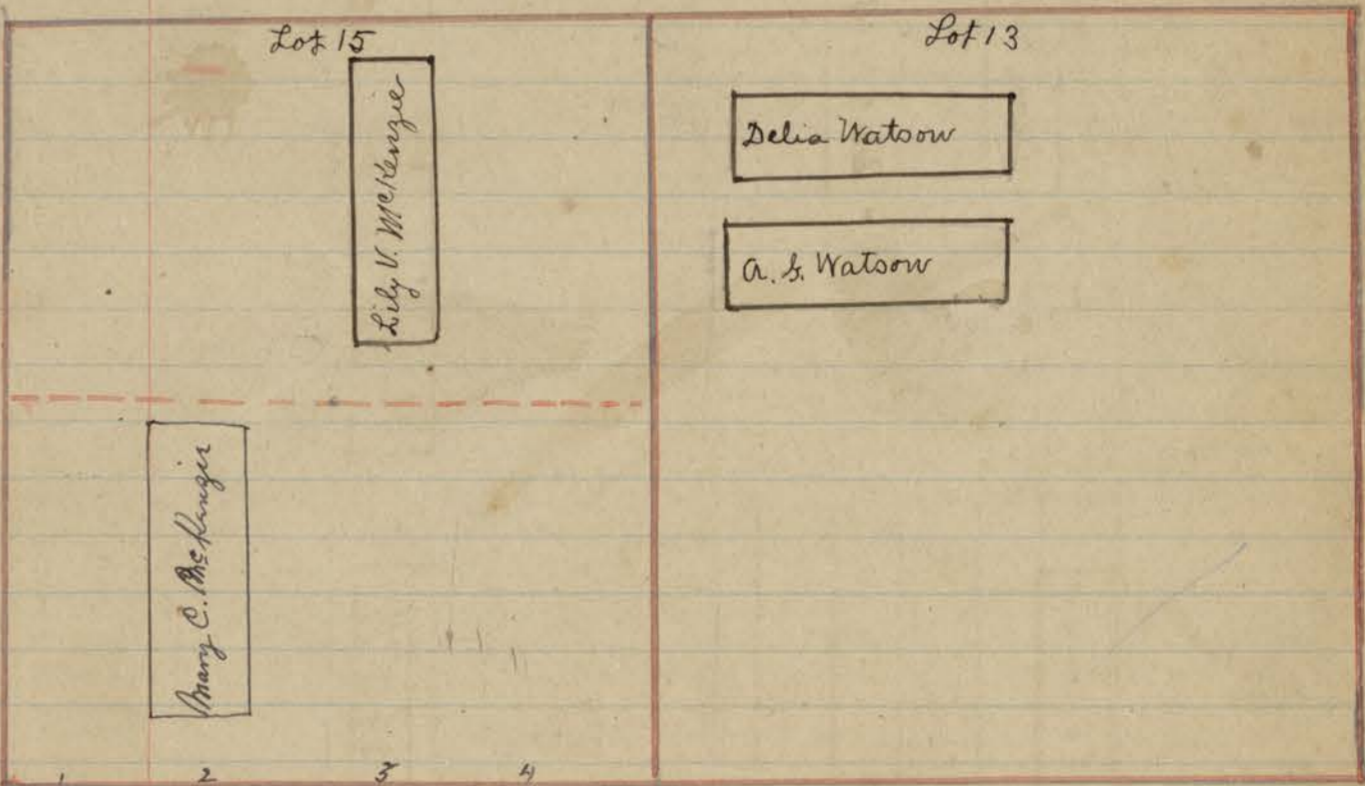 Lot 15
Lily V. McKenzie
Mary C. McKenzie
1 2 3 4
Lot 13
Delia Watson
A. S. Watson